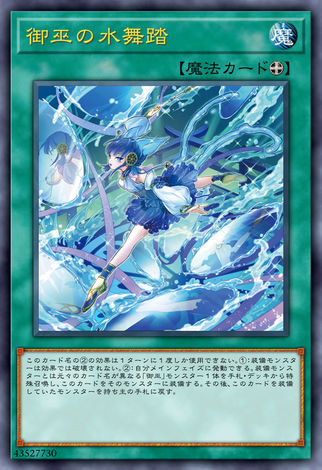 御巫の水舞踏
魔
【魔法カード】
このカード名の②の効果は１ターンに１度しか使用できない。①：装備モンスタ
ーは効果では破壊されない。②：自分メインフェイズに発動できる。装備モンス
ターとは元々のカード名が異なる「御巫」モンスター１体を手札・デッキから特
殊召喚し、このカードをそのモンスターに装備する。その後、このカードを装備
していたモンスターを持ち主の手札に戻す。
43527730